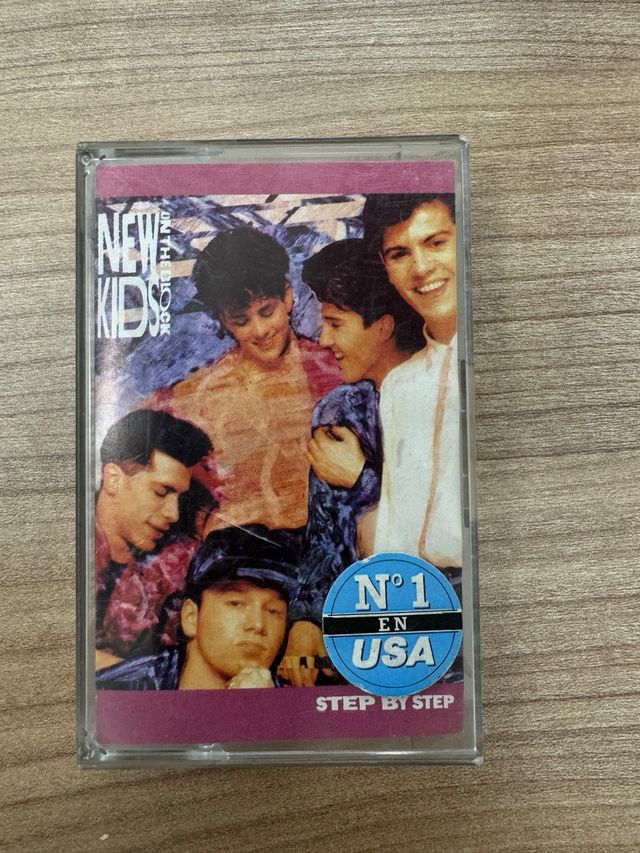 NEW
KIDS
ON THE BLOCK
Nº 1
EN
USA
STEP BY STEP